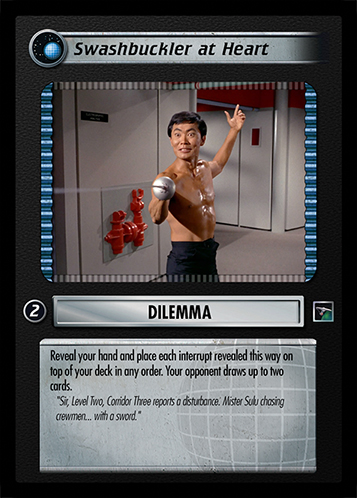 Swashbuckler at Heart
2
DILEMMA
Reveal your hand and place each interrupt revealed this way on
top of your deck in any order. Your opponent draws up to two
cards.
"Sir, Level Two, Corridor Three reports a disturbance. Mister Sulu chasing
crewmen... with a sword."